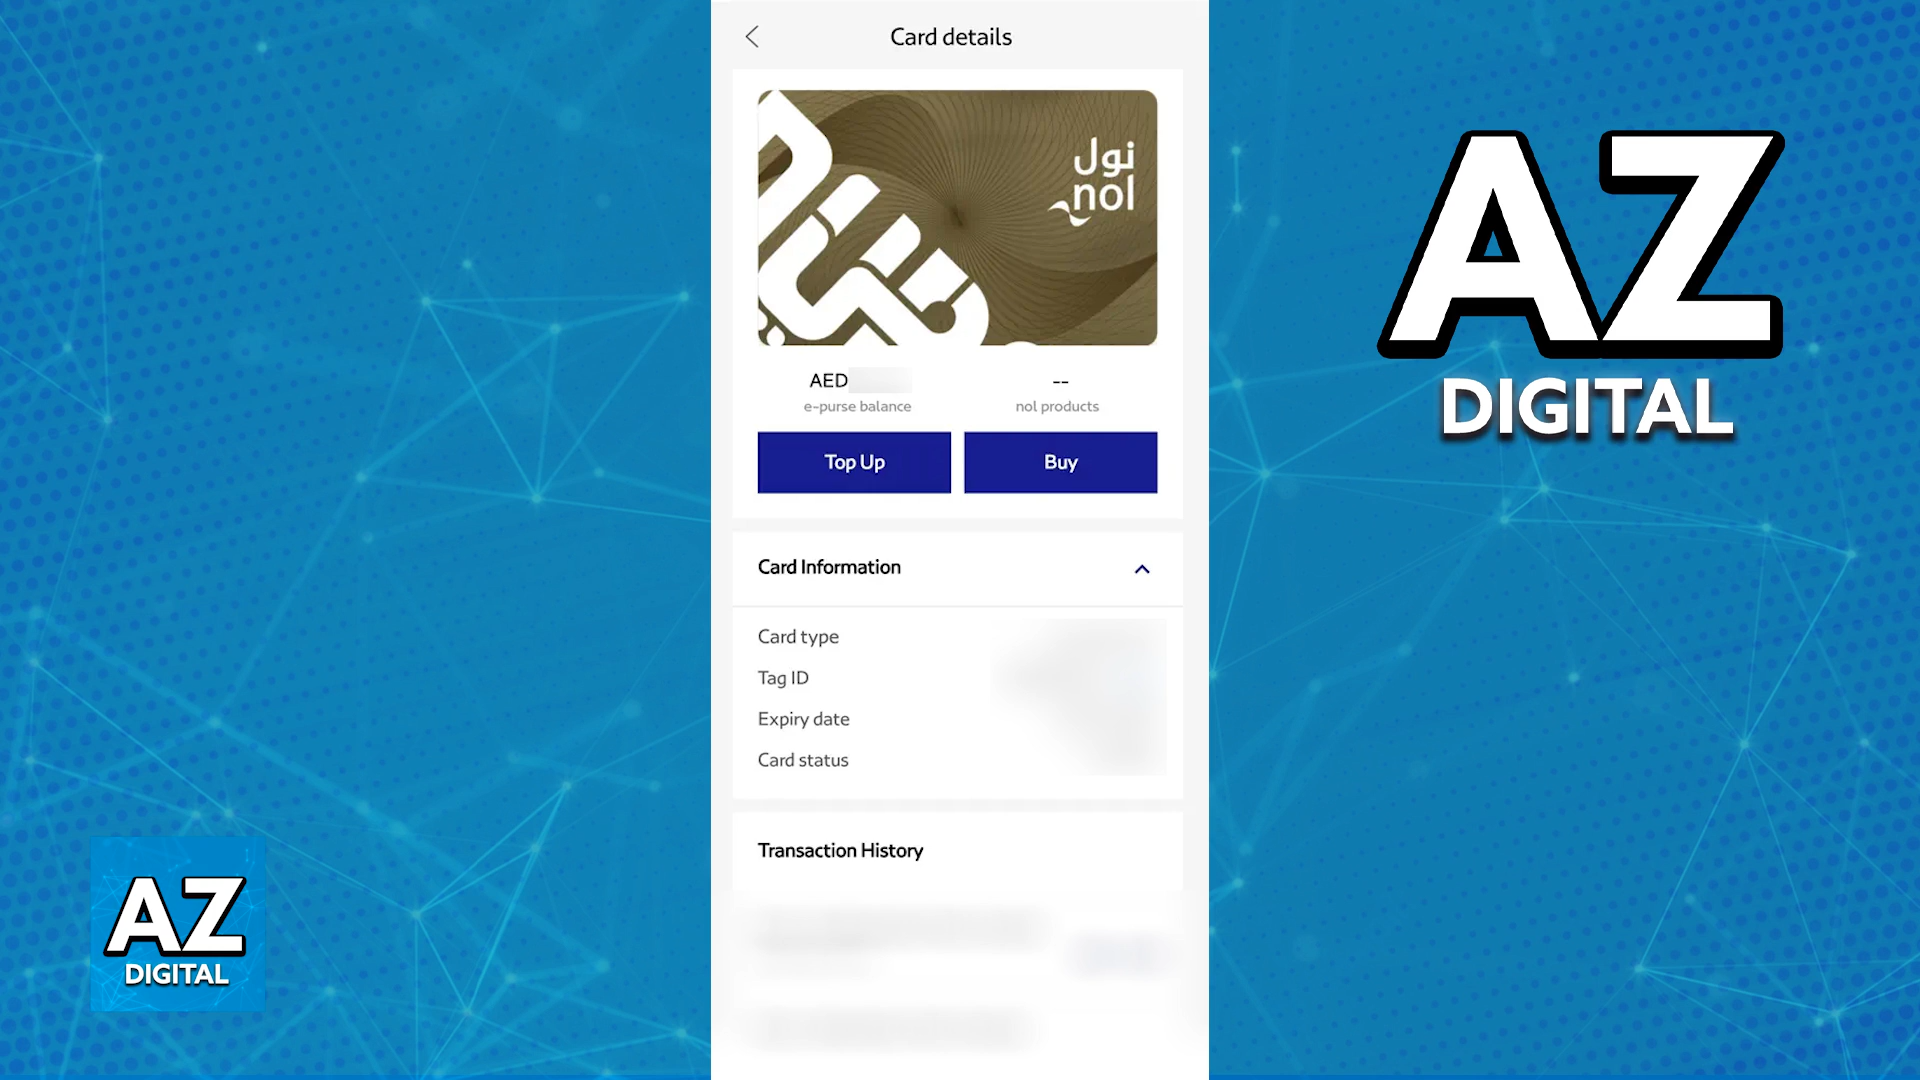 Card details
نول
nol
AED
--
e-purse balance
nol products
Top Up
Buy
Card Information
Card type
Tag ID
Expiry date
Card status
Transaction History
AZ
DIGITAL
AZ
DIGITAL